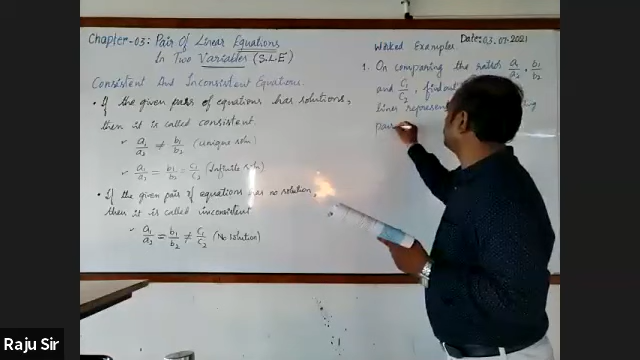 Chapter-03: Pair Of Linear Equations
In Two Variables (S.L.E)
Consistent And Inconsistent Equations.
• If the given pairs of equations has solutions,
then it is called consistent.
a₁/a₂ ≠ b₁/b₂ (unique soln)
a₁/a₂ = b₁/b₂ = c₁/c₂ (Infinite soln)
• If the given pair of equations has no solution,
then it is called inconsistent
a₁/a₂ = b₁/b₂ ≠ c₁/c₂ (No solution)
Worked Examples Date: 03.07.2021
1. On comparing the ratios a₁/a₂, b₁/b₂
and c₁/c₂, find out
lines represen
pair
Raju Sir